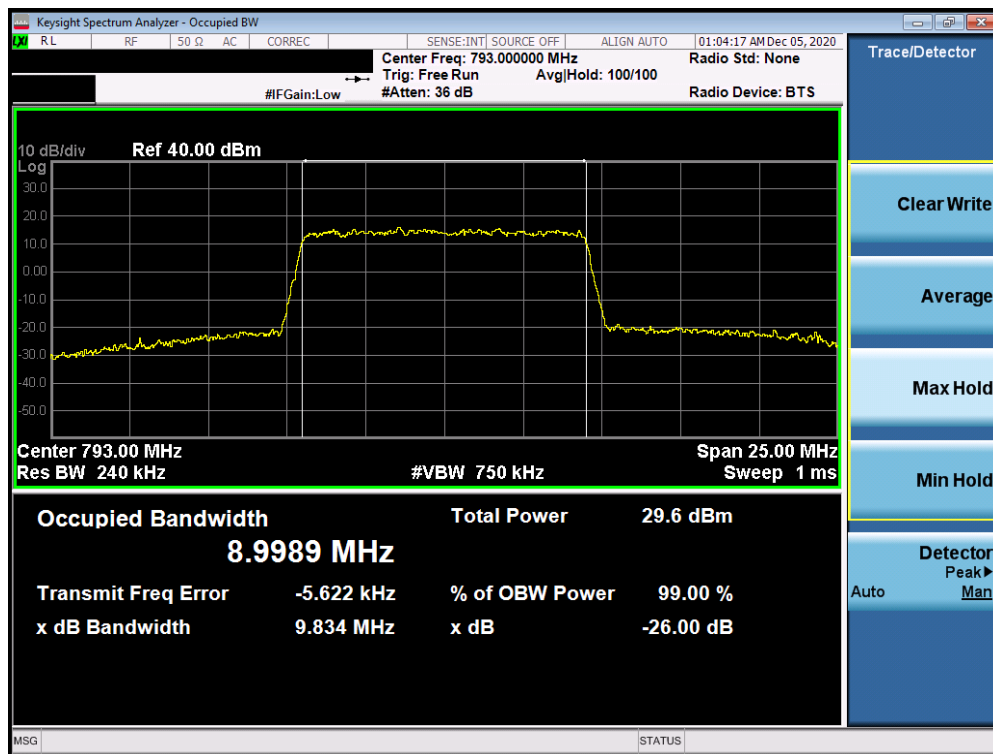 Keysight Spectrum Analyzer - Occupied BW
LXI RL RF 50 Ω AC CORREC SENSE:INT SOURCE OFF ALIGN AUTO 01:04:17 AM Dec 05, 2020
Center Freq: 793.000000 MHz Radio Std: None
Trig: Free Run Avg|Hold: 100/100
#IFGain:Low #Atten: 36 dB Radio Device: BTS
Trace/Detector
10 dB/div Ref 40.00 dBm
Log
30.0
20.0
10.0
0.00
-10.0
-20.0
-30.0
-40.0
-50.0
Center 793.00 MHz Span 25.00 MHz
Res BW 240 kHz #VBW 750 kHz Sweep 1 ms
Occupied Bandwidth Total Power 29.6 dBm
8.9989 MHz
Transmit Freq Error -5.622 kHz % of OBW Power 99.00 %
x dB Bandwidth 9.834 MHz x dB -26.00 dB
Clear Write
Average
Max Hold
Min Hold
Detector
Peak▶
Auto Man
MSG STATUS